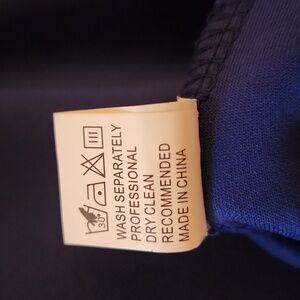 30°
WASH SEPARATELY
PROFESSIONAL
DRY CLEAN
RECOMMENDED
MADE IN CHINA